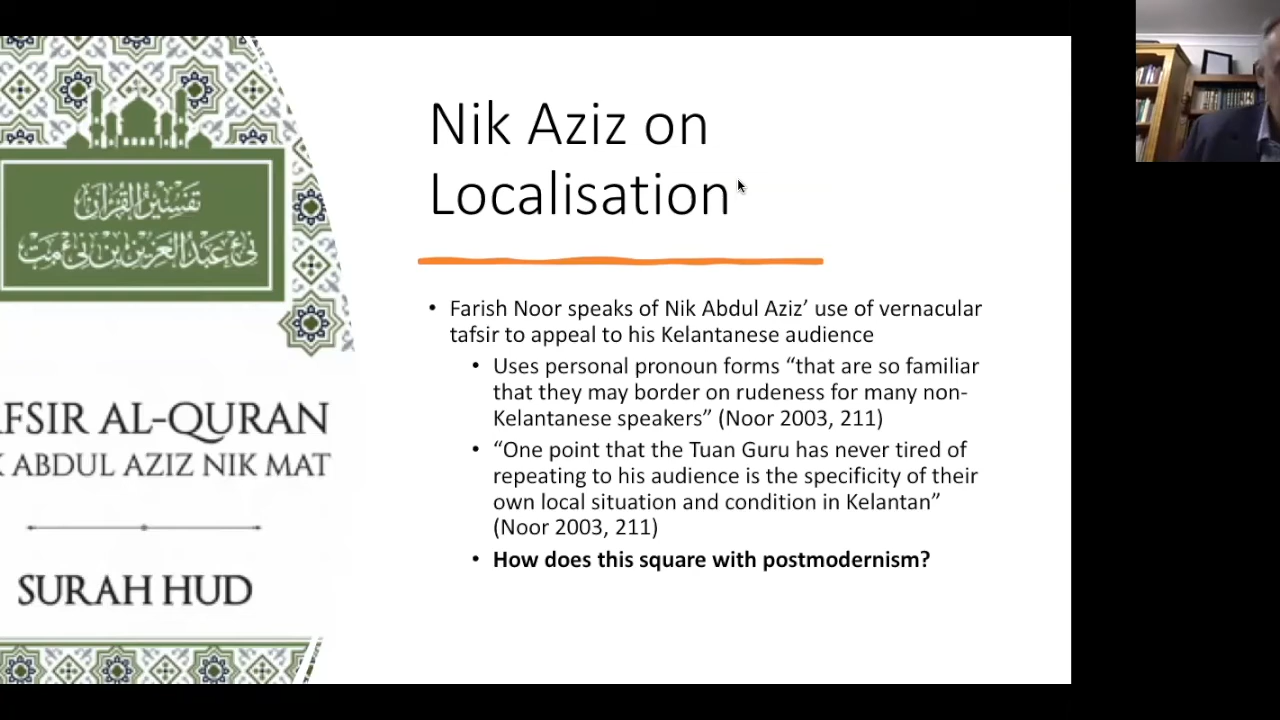 تفسير القرآن
نيء عبد العزيز بن نيء مت
AFSIR AL-QURAN
K ABDUL AZIZ NIK MAT
SURAH HUD
Nik Aziz on
Localisation
• Farish Noor speaks of Nik Abdul Aziz’ use of vernacular
tafsir to appeal to his Kelantanese audience
• Uses personal pronoun forms “that are so familiar
that they may border on rudeness for many non-
Kelantanese speakers” (Noor 2003, 211)
• “One point that the Tuan Guru has never tired of
repeating to his audience is the specificity of their
own local situation and condition in Kelantan”
(Noor 2003, 211)
• How does this square with postmodernism?